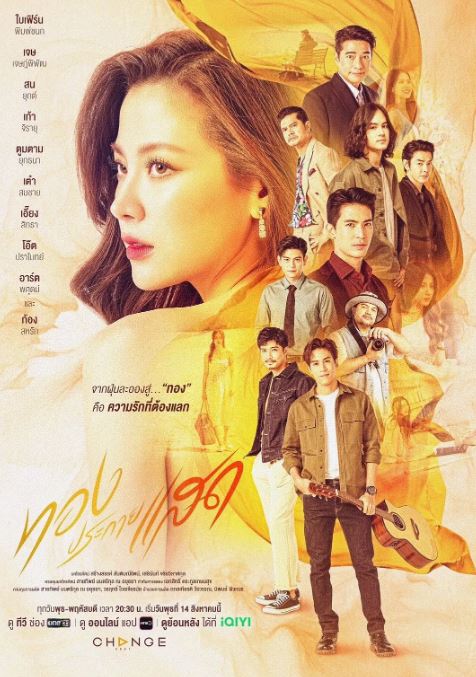 ใบเฟิร์น
พิมพ์ชนก
เจษ
เจษฎ์พิพัฒ
สน
ยุกต์
เก้า
จิรายุ
ตูมตาม
ยุทธนา
เต๋า
สมชาย
เอี๊ยง
สิทธา
โอ๊ต
ปราโมทย์
อาร์ต
พศุตม์
และ
ก๊อง
สหรัถ
จากฝุ่นละอองสู่... “ทอง”
คือ ความรักที่ต้องแลก
ทอง
ประกาย
แสด
ทุกวันพุธ-พฤหัสบดี เวลา 20:30 น. เริ่มวันพุธที่ 14 สิงหาคมนี้
ดู ทีวี ช่อง one31 | ดู ออนไลน์ แอป oneD | ดูย้อนหลัง ได้ที่ iQIYI
CHANGE
2561